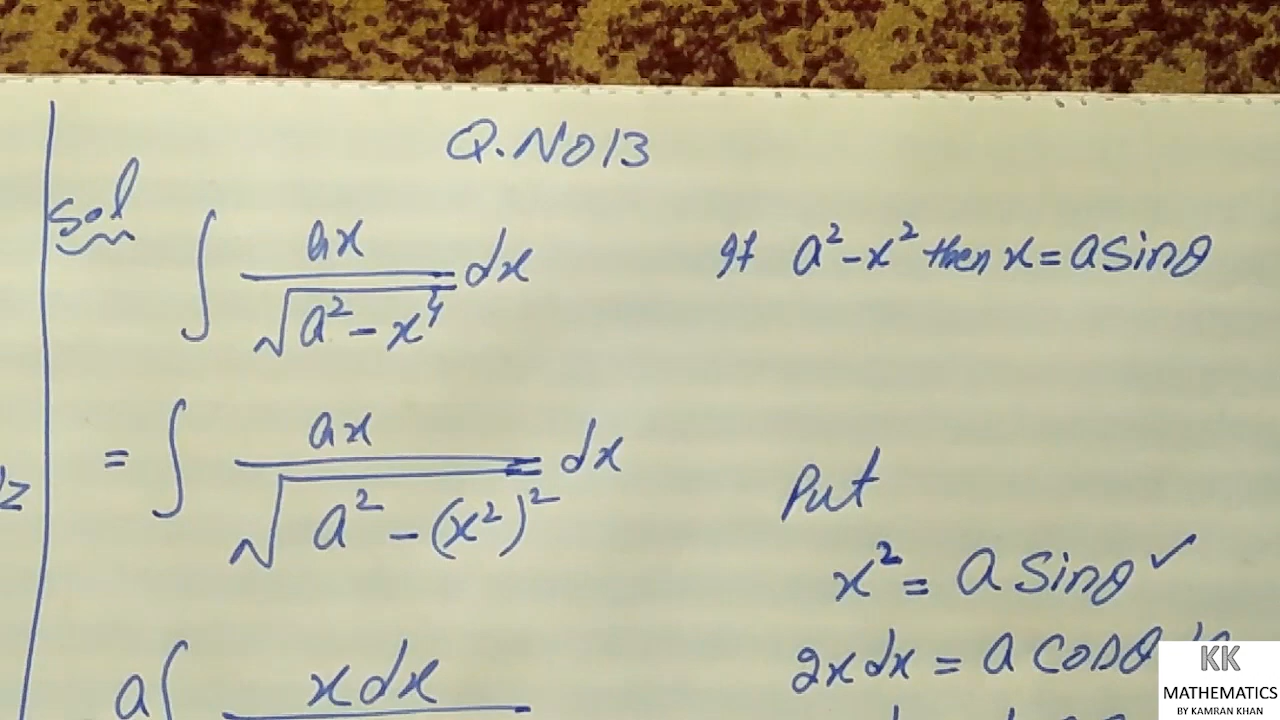 Q.NO13
Sol
∫ ax / √(a² - x⁴) dx
If a² - x² then x = a sinθ
= ∫ ax / √(a² - (x²)²) dx
Put
x² = a sinθ ✓
2x dx = a cosθ
a∫ x dx
KK
MATHEMATICS
BY KAMRAN KHAN